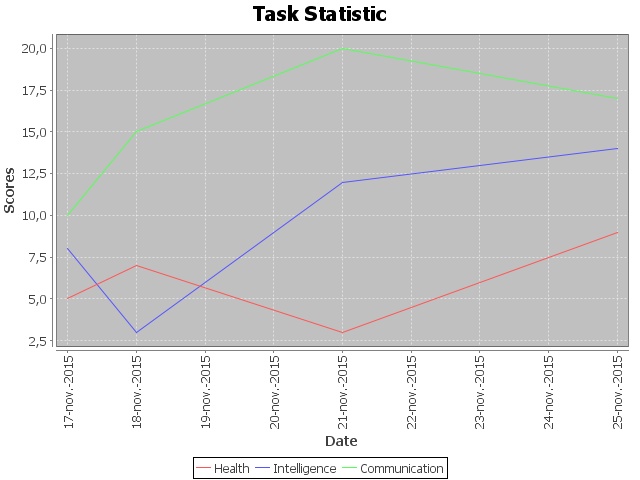 Task Statistic
20,0
17,5
15,0
12,5
10,0
7,5
5,0
2,5
Scores
17-nov.-2015
18-nov.-2015
19-nov.-2015
20-nov.-2015
21-nov.-2015
22-nov.-2015
23-nov.-2015
24-nov.-2015
25-nov.-2015
Date
Health Intelligence Communication